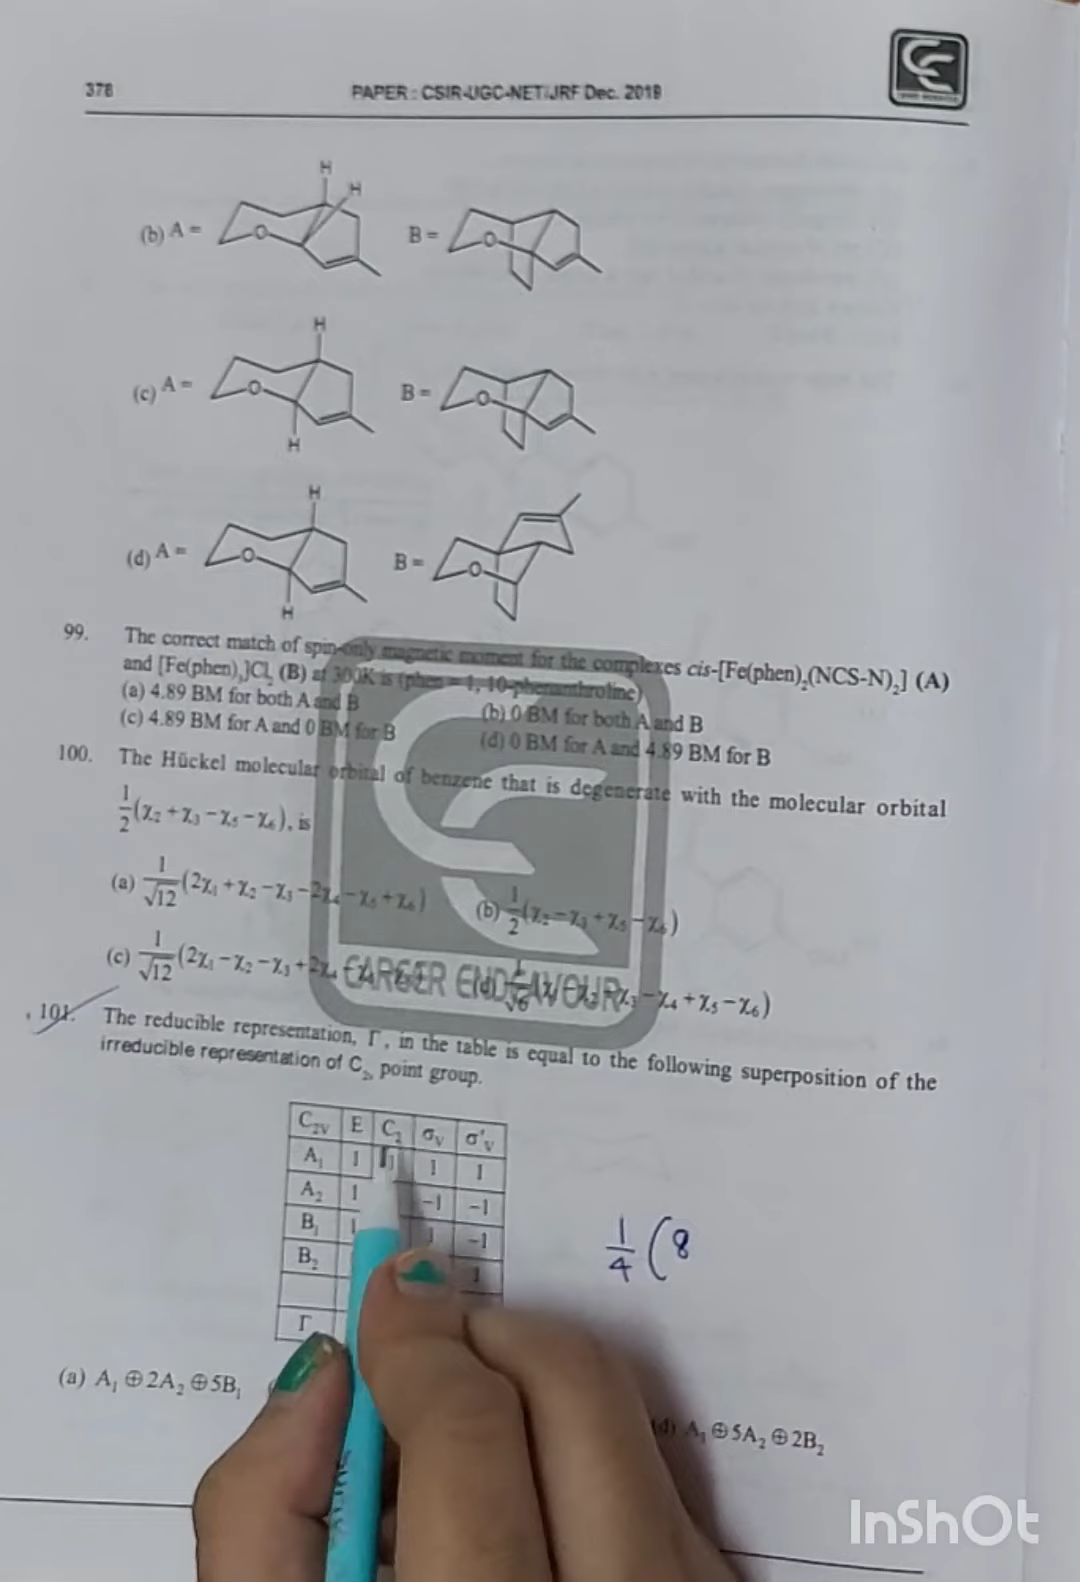 378
PAPER : CSIR-UGC-NET/JRF Dec. 2018
H
H
(b) A =
O
B =
O
H
(c) A =
O
B =
O
H
H
(d) A =
O
B =
O
H
99. The correct match of spin-only magnetic moment for the complexes cis-[Fe(phen)₂(NCS-N)₂] (A)
and [Fe(phen)₃]Cl₂ (B) at 300K is (phen = 1, 10-phenanthroline)
(a) 4.89 BM for both A and B
(b) 0 BM for both A and B
(c) 4.89 BM for A and 0 BM for B
(d) 0 BM for A and 4.89 BM for B
100. The Hückel molecular orbital of benzene that is degenerate with the molecular orbital
1/2(χ₂+χ₃−χ₅−χ₆), is
(a) 1/√12(2χ₁+χ₂−χ₃−2χ₄−χ₅+χ₆)
(b) 1/2(χ₂−χ₃+χ₅−χ₆)
(c) 1/√12(2χ₁−χ₂−χ₃+2χ₄
(d) 1/√6 χ₃−χ₄+χ₅−χ₆)
CAREER ENDEAVOUR
101. The reducible representation, Γ, in the table is equal to the following superposition of the
irreducible representation of C₂ᵥ point group.
C₂V E C₂ σV σ'V
A₁ 1 1 1 1
A₂ 1 −1 −1
B₁ 1 1 −1
B₂ 1
Γ
1/4 (8
(a) A₁⊕2A₂⊕5B₁
(d) A₁⊕5A₂⊕2B₂
InShOt